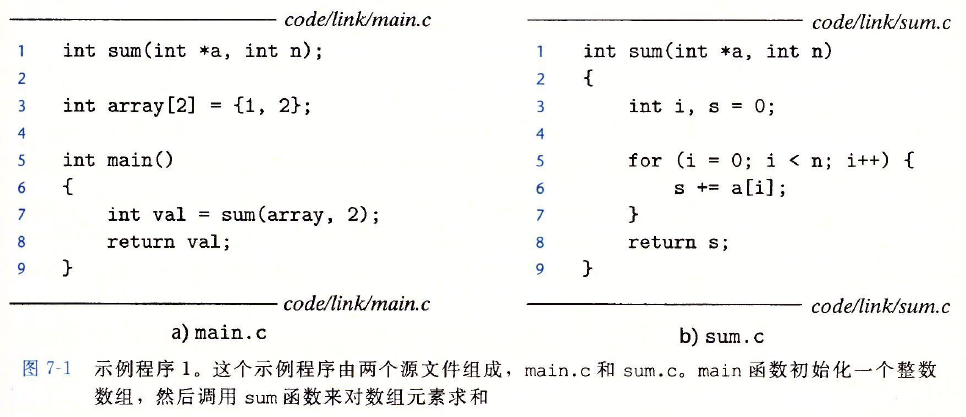 code/link/main.c
1 int sum(int *a, int n);
2
3 int array[2] = {1, 2};
4
5 int main()
6 {
7     int val = sum(array, 2);
8     return val;
9 }
code/link/main.c
a) main.c
code/link/sum.c
1 int sum(int *a, int n)
2 {
3     int i, s = 0;
4
5     for (i = 0; i < n; i++) {
6         s += a[i];
7     }
8     return s;
9 }
code/link/sum.c
b) sum.c
图 7-1 示例程序 1。这个示例程序由两个源文件组成，main.c 和 sum.c。main 函数初始化一个整数
数组，然后调用 sum 函数来对数组元素求和